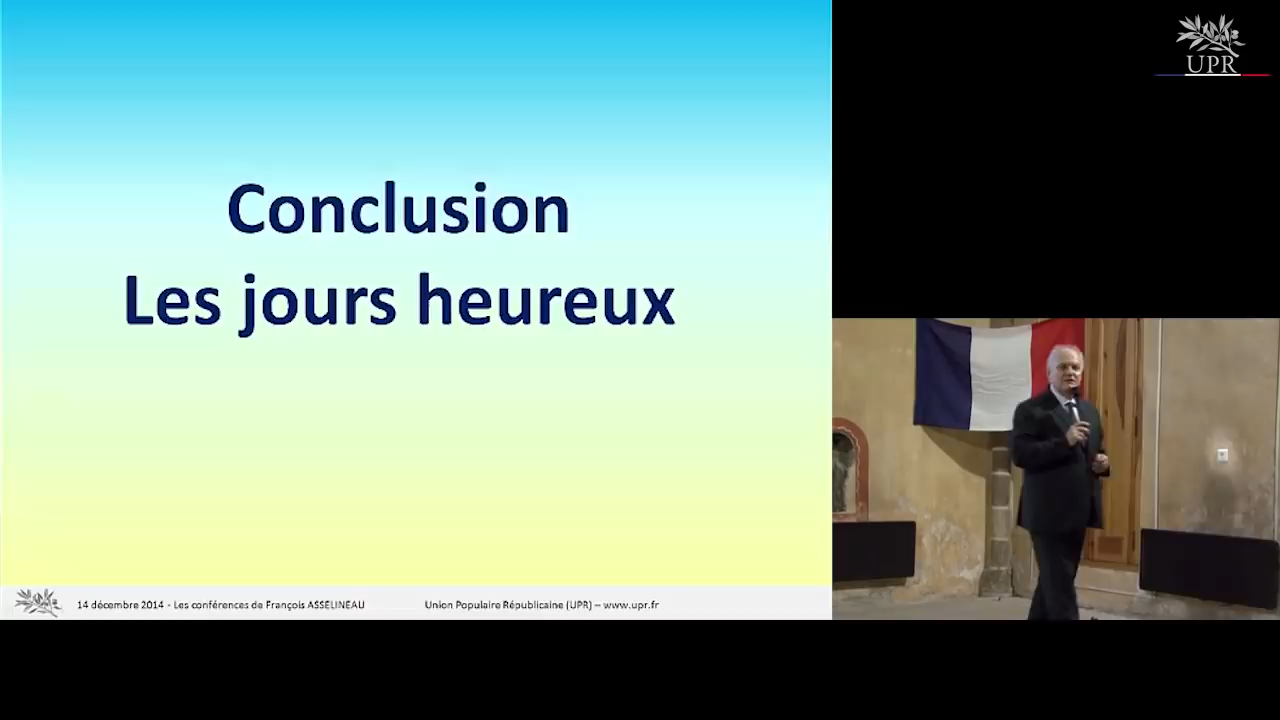 UPR
Conclusion
Les jours heureux
14 décembre 2014 - Les conférences de François ASSELINEAU
Union Populaire Républicaine (UPR) – www.upr.fr